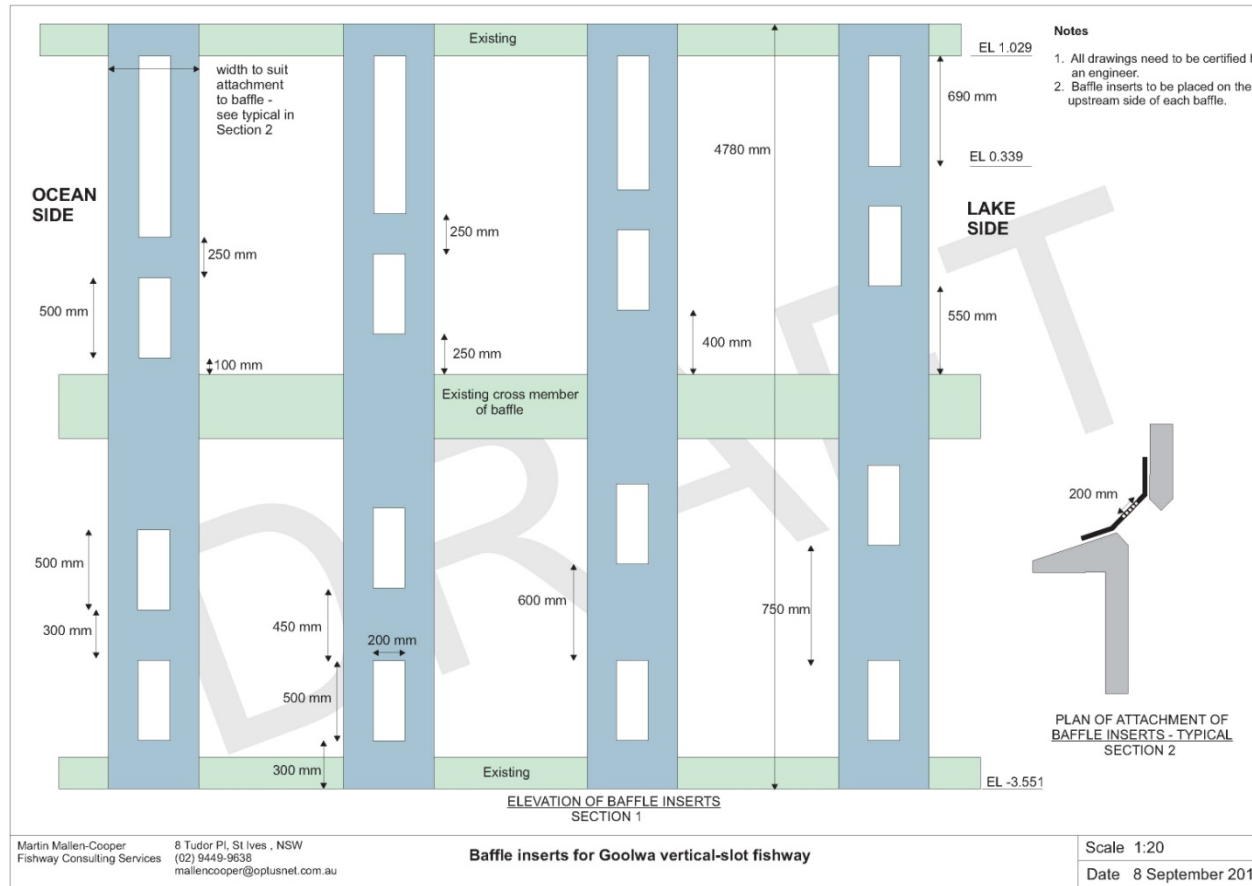 Existing
EL 1.029
Notes
1. All drawings need to be certified
an engineer.
2. Baffle inserts to be placed on the
upstream side of each baffle.
width to suit
attachment
to baffle -
see typical in
Section 2
690 mm
4780 mm
EL 0.339
OCEAN
SIDE
LAKE
SIDE
250 mm
250 mm
500 mm
550 mm
400 mm
250 mm
100 mm
Existing cross member
of baffle
DRAFT
200 mm
500 mm
600 mm
750 mm
300 mm
450 mm
200 mm
500 mm
300 mm
Existing
EL -3.551
PLAN OF ATTACHMENT OF
BAFFLE INSERTS - TYPICAL
SECTION 2
ELEVATION OF BAFFLE INSERTS
SECTION 1
Martin Mallen-Cooper
Fishway Consulting Services
8 Tudor Pl, St Ives , NSW
(02) 9449-9638
mallencooper@optusnet.com.au
Baffle inserts for Goolwa vertical-slot fishway
Scale 1:20
Date 8 September 201